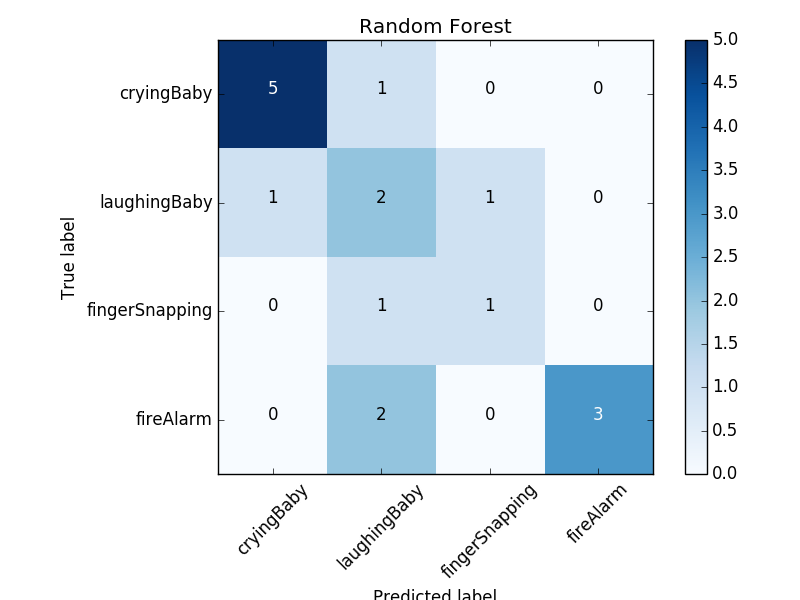 Random Forest
True label
cryingBaby 5 1 0 0
laughingBaby 1 2 1 0
fingerSnapping 0 1 1 0
fireAlarm 0 2 0 3
cryingBaby laughingBaby fingerSnapping fireAlarm
Predicted label
5.0
4.5
4.0
3.5
3.0
2.5
2.0
1.5
1.0
0.5
0.0